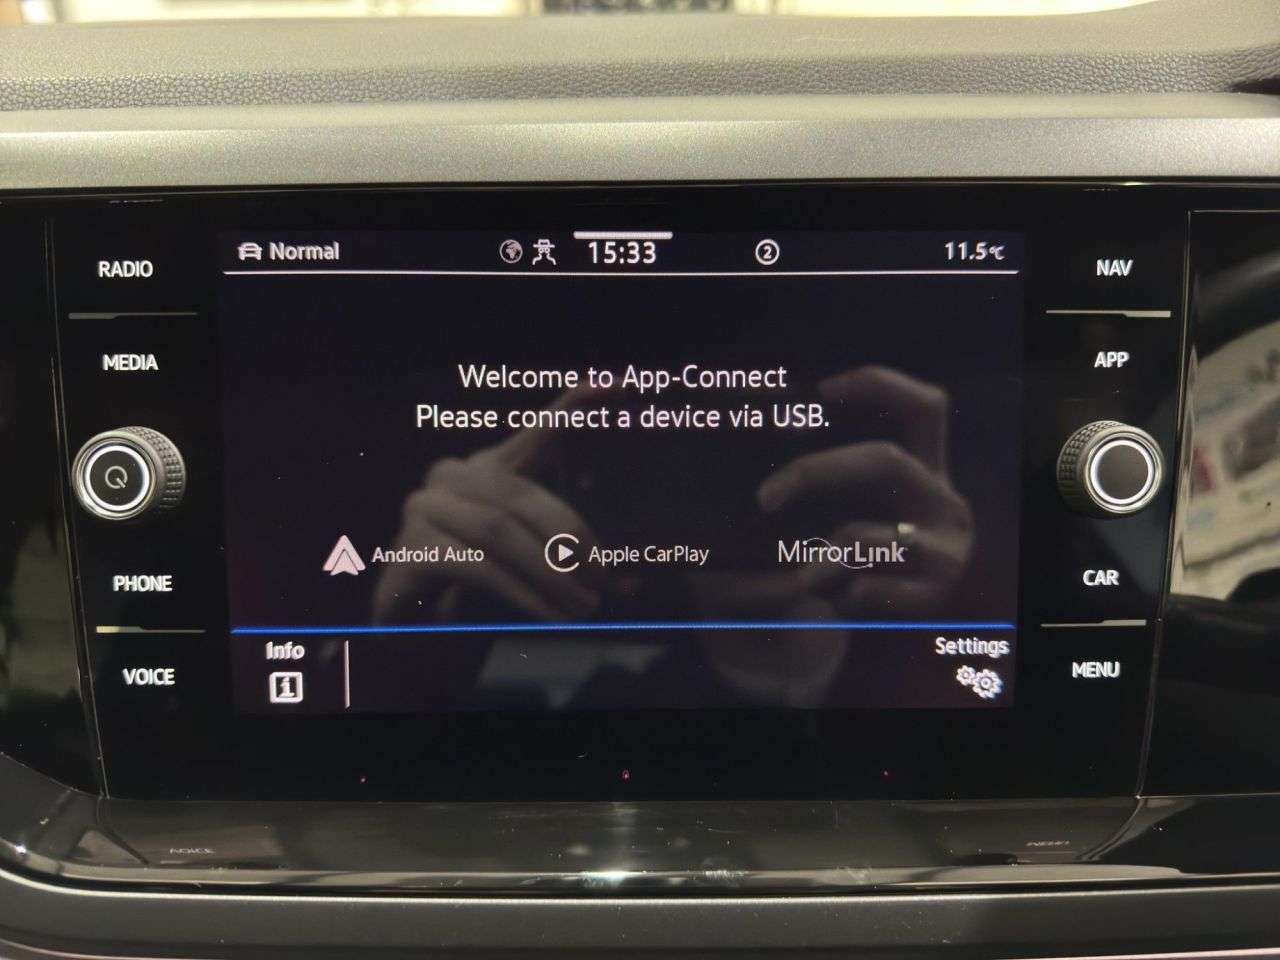 Normal 15:33 2 11.5°C
RADIO
MEDIA
PHONE
VOICE
Welcome to App-Connect
Please connect a device via USB.
Android Auto Apple CarPlay MirrorLink
Info
Settings
NAV
APP
CAR
MENU